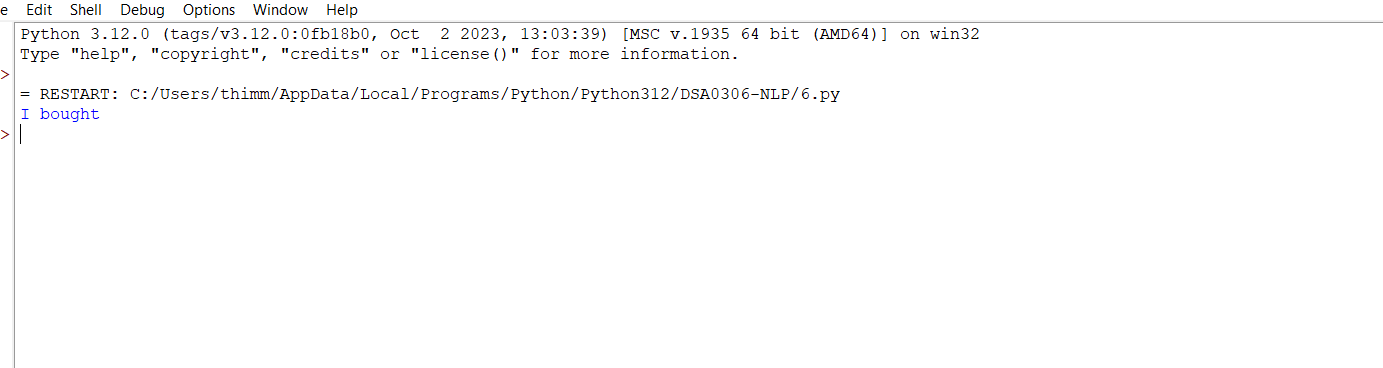 e Edit Shell Debug Options Window Help
Python 3.12.0 (tags/v3.12.0:0fb18b0, Oct  2 2023, 13:03:39) [MSC v.1935 64 bit (AMD64)] on win32
Type "help", "copyright", "credits" or "license()" for more information.
>
= RESTART: C:/Users/thimm/AppData/Local/Programs/Python/Python312/DSA0306-NLP/6.py
I bought
>